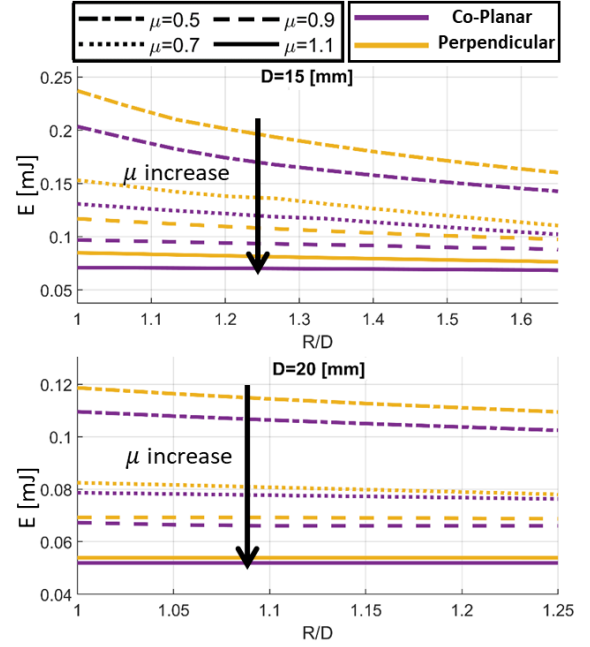 μ=0.5 μ=0.9 Co-Planar
μ=0.7 μ=1.1 Perpendicular
D=15 [mm]
0.25
0.2
0.15
0.1
0.05
E [mJ]
μ increase
1 1.1 1.2 1.3 1.4 1.5 1.6
R/D
D=20 [mm]
0.12
0.1
0.08
0.06
0.04
E [mJ]
μ increase
1 1.05 1.1 1.15 1.2 1.25
R/D